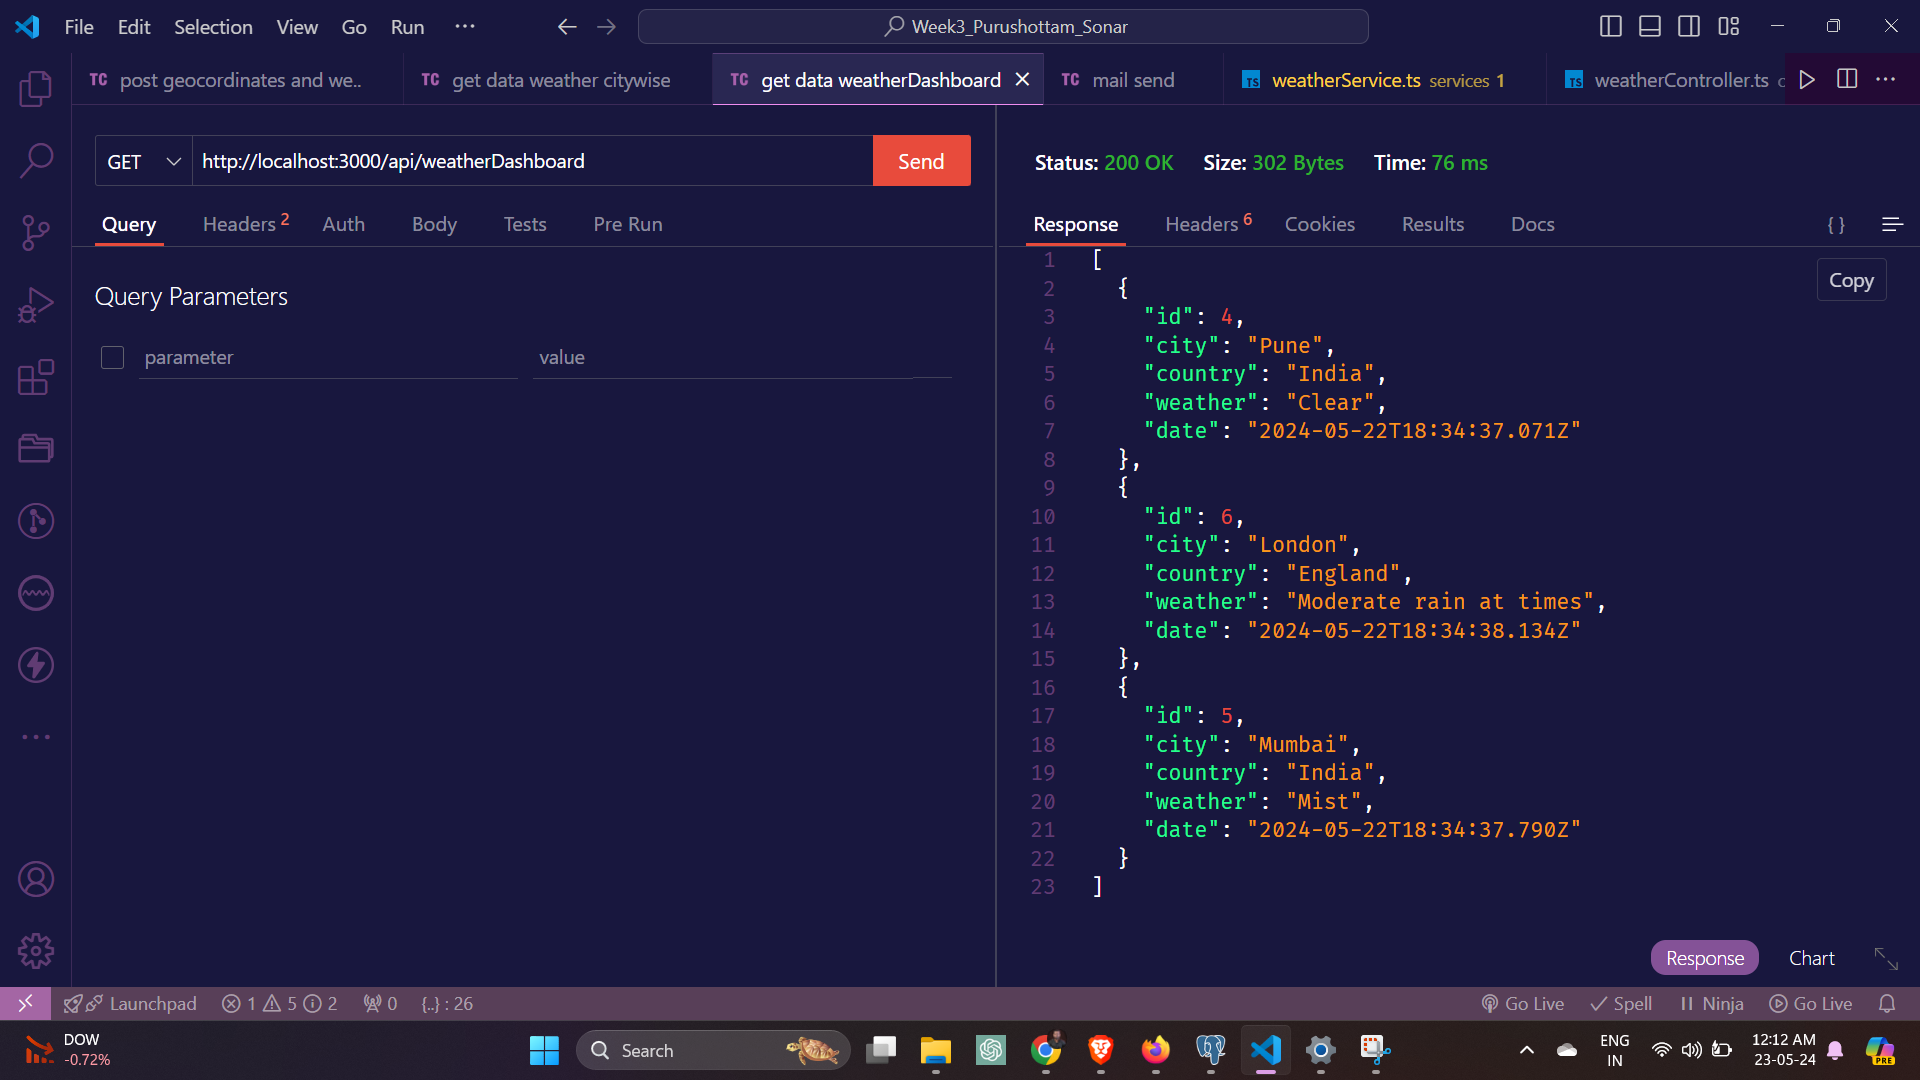 File Edit Selection View Go Run ··· Week3_Purushottam_Sonar
TC post geocordinates and we.. TC get data weather citywise TC get data weatherDashboard TC mail send TS weatherService.ts services 1 TS weatherController.ts
GET http://localhost:3000/api/weatherDashboard Send
Status: 200 OK Size: 302 Bytes Time: 76 ms
Query Headers 2 Auth Body Tests Pre Run
Response Headers 6 Cookies Results Docs { }
Query Parameters
parameter value
Copy
1 [
2 {
3 "id": 4,
4 "city": "Pune",
5 "country": "India",
6 "weather": "Clear",
7 "date": "2024-05-22T18:34:37.071Z"
8 },
9 {
10 "id": 6,
11 "city": "London",
12 "country": "England",
13 "weather": "Moderate rain at times",
14 "date": "2024-05-22T18:34:38.134Z"
15 },
16 {
17 "id": 5,
18 "city": "Mumbai",
19 "country": "India",
20 "weather": "Mist",
21 "date": "2024-05-22T18:34:37.790Z"
22 }
23 ]
Response Chart
Launchpad 1 5 2 0 {..} : 26 Go Live Spell Ninja Go Live
DOW
-0.72%
Search
ENG
IN
12:12 AM
23-05-24
PRE